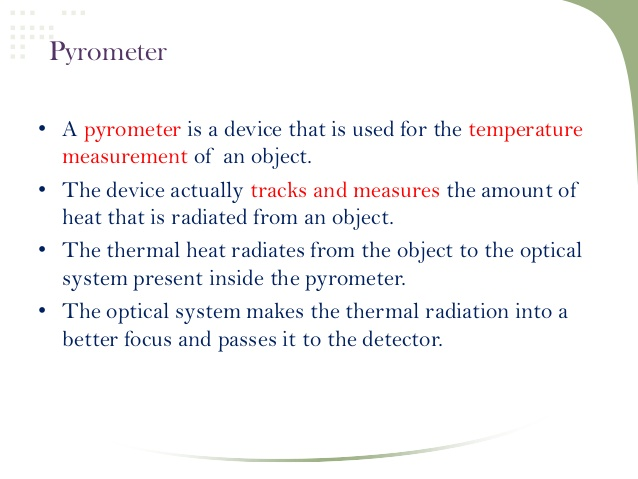 Pyrometer
• A pyrometer is a device that is used for the temperature
measurement of an object.
• The device actually tracks and measures the amount of
heat that is radiated from an object.
• The thermal heat radiates from the object to the optical
system present inside the pyrometer.
• The optical system makes the thermal radiation into a
better focus and passes it to the detector.